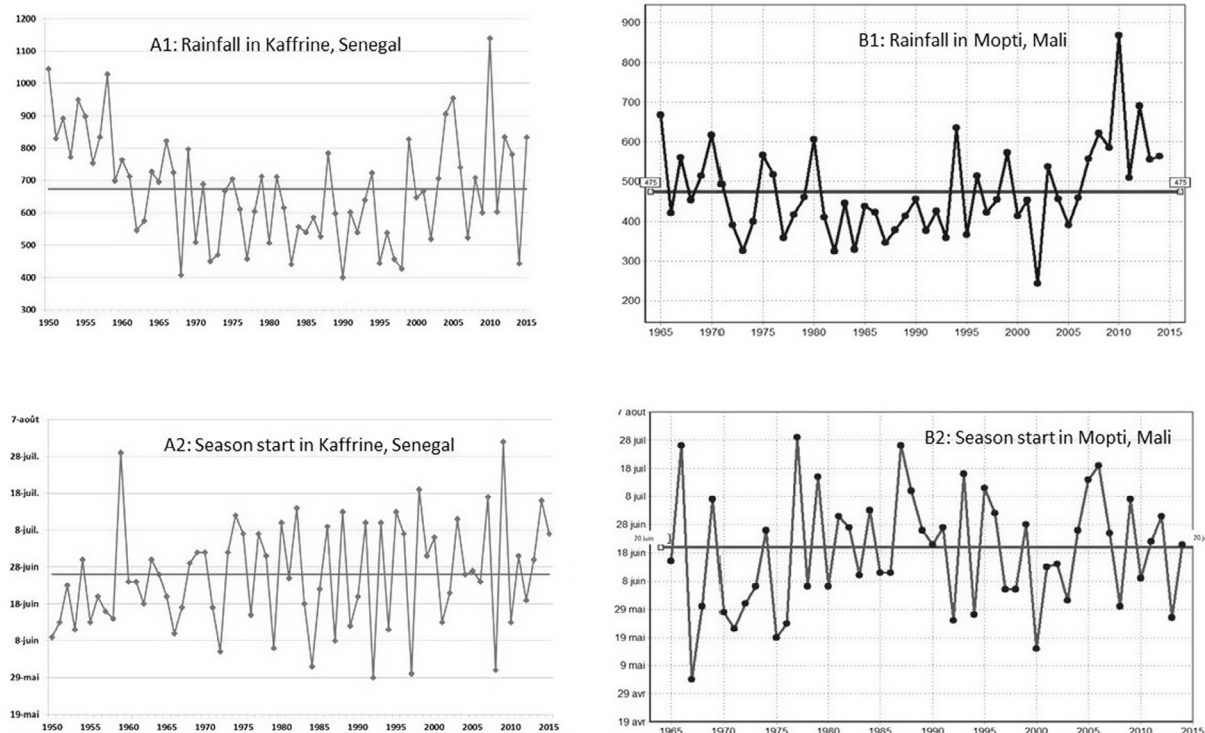 A1: Rainfall in Kaffrine, Senegal
1200
1100
1000
900
800
700
600
500
400
300
1950 1955 1960 1965 1970 1975 1980 1985 1990 1995 2000 2005 2010 2015
B1: Rainfall in Mopti, Mali
900
800
700
600
500
475 475
400
300
200
1965 1970 1975 1980 1985 1990 1995 2000 2005 2010 2015
A2: Season start in Kaffrine, Senegal
7-août
28-juil.
18-juil.
8-juil.
28-juin
18-juin
8-juin
29-mai
19-mai
1950 1955 1960 1965 1970 1975 1980 1985 1990 1995 2000 2005 2010 2015
B2: Season start in Mopti, Mali
7 aout
28 juil
18 juil
8 juil
28 juin
20 juin 20
18 juin
8 juin
29 mai
19 mai
9 mai
29 avr
19 avr
1965 1970 1975 1980 1985 1990 1995 2000 2005 2010 2015